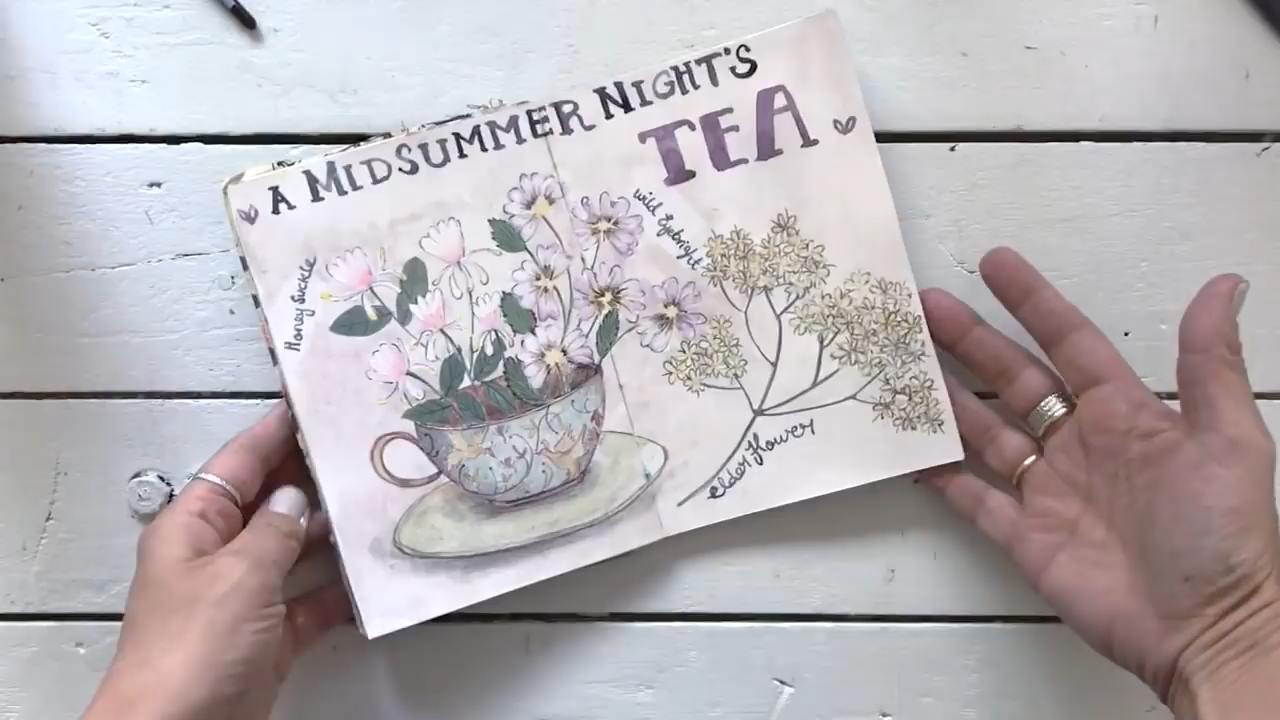 A MIDSUMMER NIGHT'S
TEA
Honey Suckle
wild Eyebright
elder flower